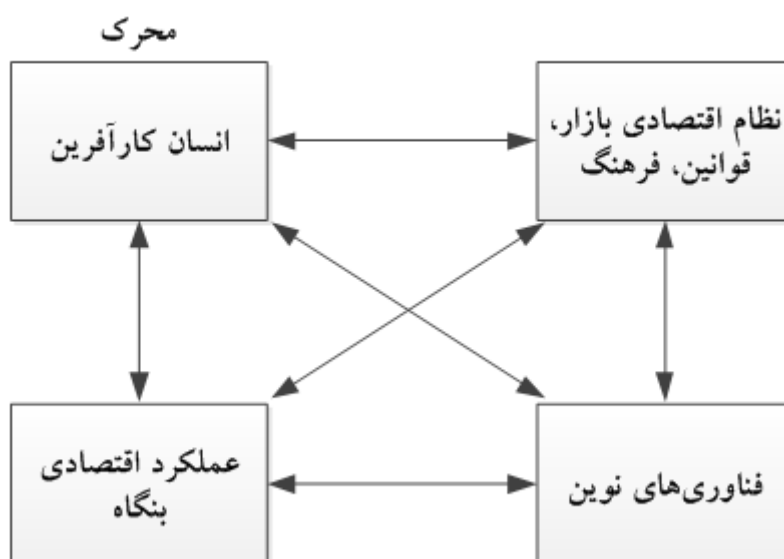 محرک
انسان کارآفرین
نظام اقتصادی بازار،
قوانین، فرهنگ
عملکرد اقتصادی
بنگاه
فناوری‌های نوین